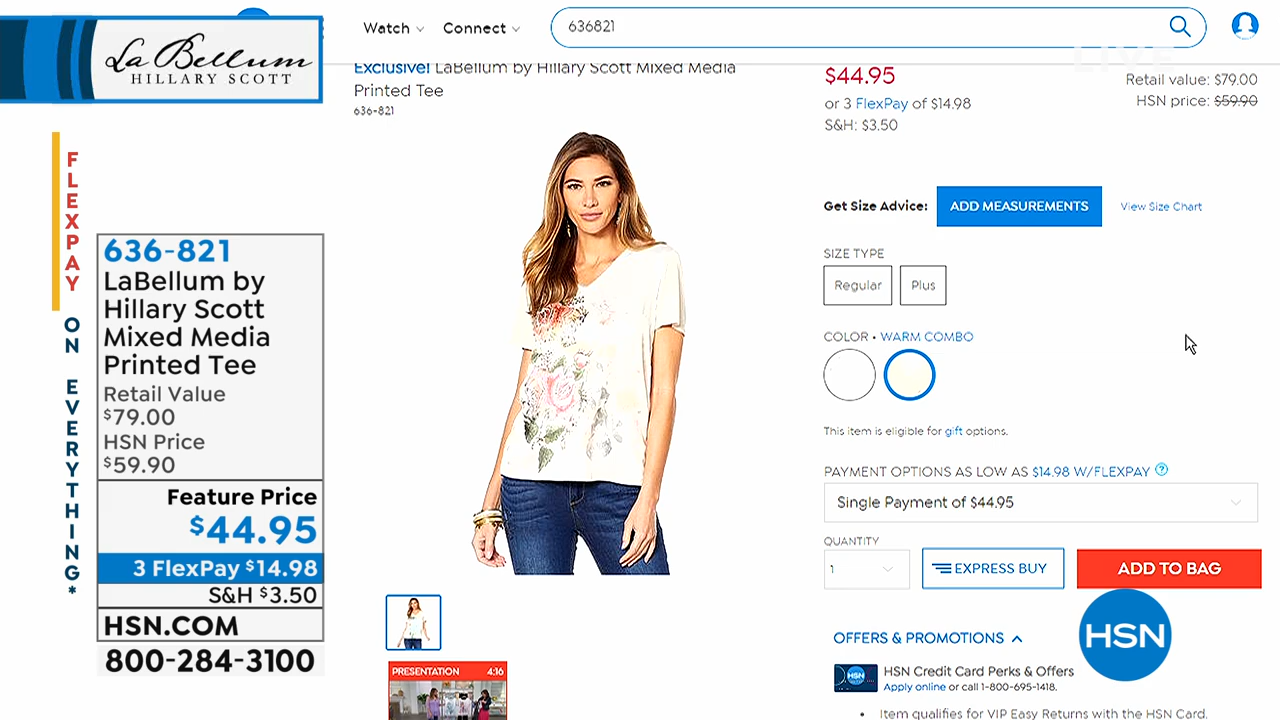 LaBellum
HILLARY SCOTT
Watch
Connect
636821
LIVE
Exclusive! LaBellum by Hillary Scott Mixed Media
Printed Tee
636-821
$44.95
or 3 FlexPay of $14.98
S&H: $3.50
Retail value: $79.00
HSN price: $59.90
Get Size Advice:
ADD MEASUREMENTS
View Size Chart
SIZE TYPE
Regular
Plus
COLOR • WARM COMBO
This item is eligible for gift options.
PAYMENT OPTIONS AS LOW AS $14.98 W/FLEXPAY ?
Single Payment of $44.95
QUANTITY
1
EXPRESS BUY
ADD TO BAG
OFFERS & PROMOTIONS
HSN
HSN
HSN Credit Card Perks & Offers
Apply online or call 1-800-695-1418.
• Item qualifies for VIP Easy Returns with the HSN Card.
PRESENTATION 4:16
FLEXPAY ON EVERYTHING*
636-821
LaBellum by
Hillary Scott
Mixed Media
Printed Tee
Retail Value
$79.00
HSN Price
$59.90
Feature Price
$44.95
3 FlexPay $14.98
S&H $3.50
HSN.COM
800-284-3100